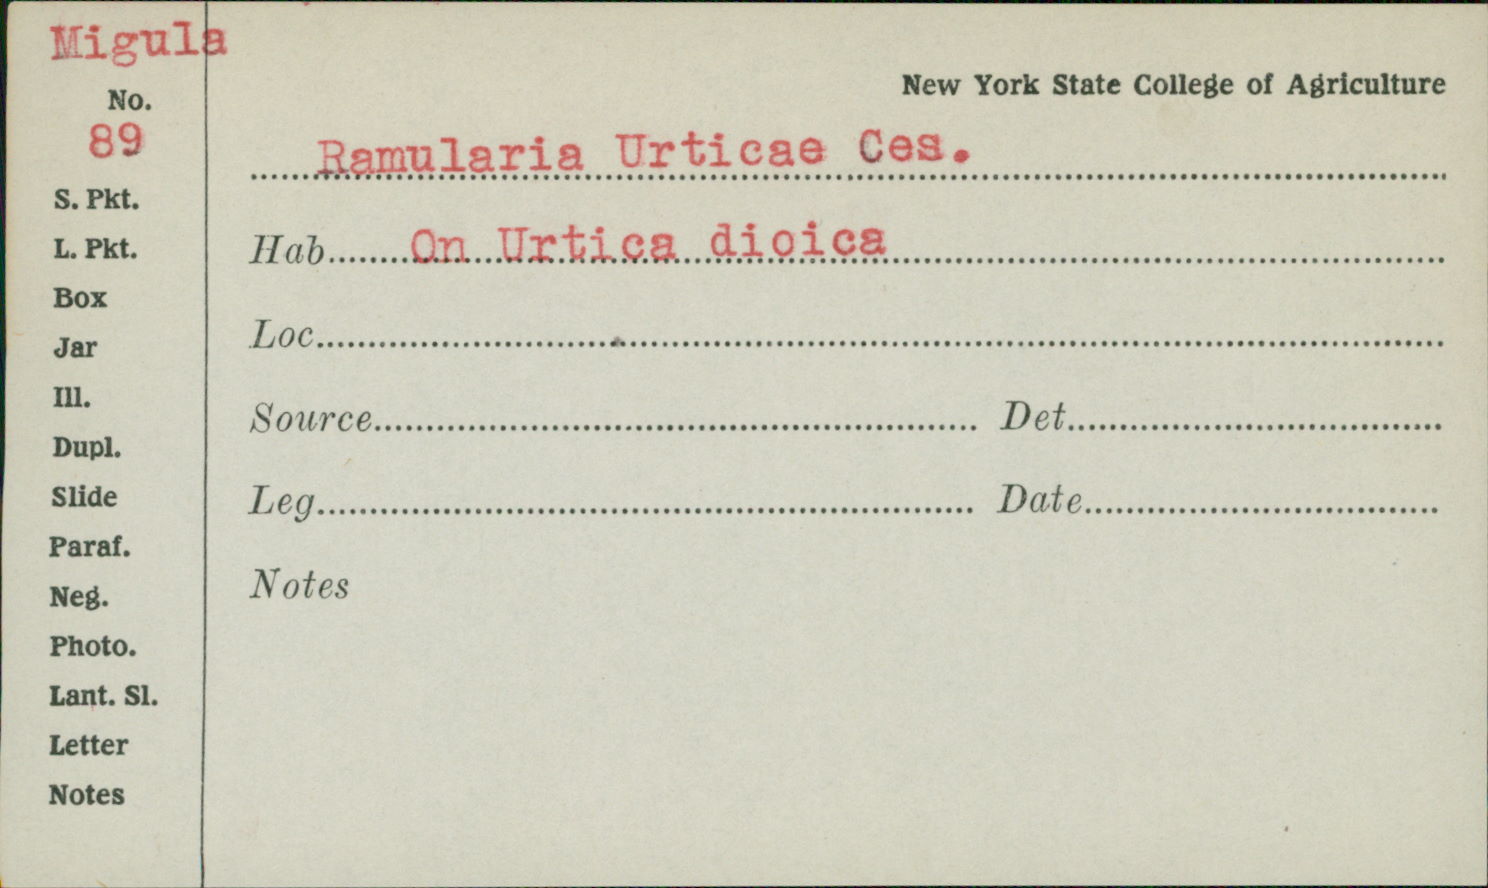 Migula
New York State College of Agriculture
No.
89
Ramularia Urticae Ces.
S. Pkt.
L. Pkt.
Hab. On Urtica dioica
Box
Jar
Loc.
Ill.
Source Det.
Dupl.
Slide
Leg. Date
Paraf.
Neg.
Notes
Photo.
Lant. Sl.
Letter
Notes